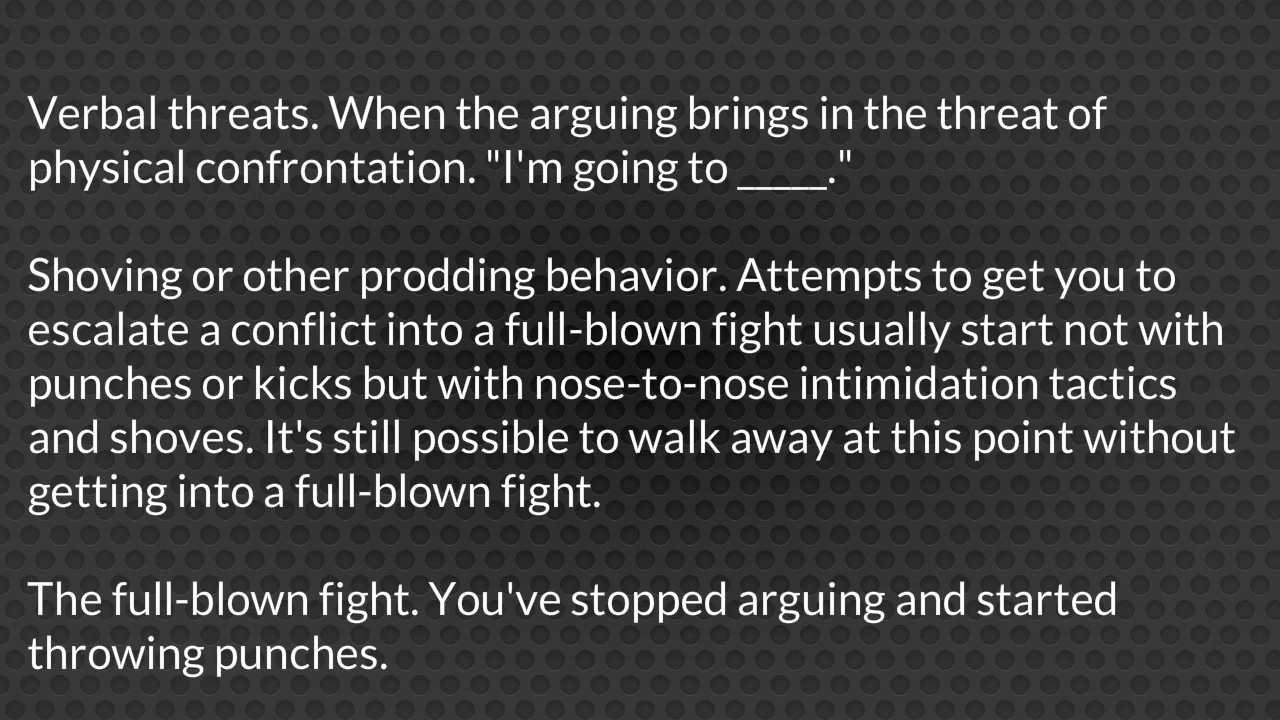 Verbal threats. When the arguing brings in the threat of
physical confrontation. "I'm going to _____."
Shoving or other prodding behavior. Attempts to get you to
escalate a conflict into a full-blown fight usually start not with
punches or kicks but with nose-to-nose intimidation tactics
and shoves. It's still possible to walk away at this point without
getting into a full-blown fight.
The full-blown fight. You've stopped arguing and started
throwing punches.